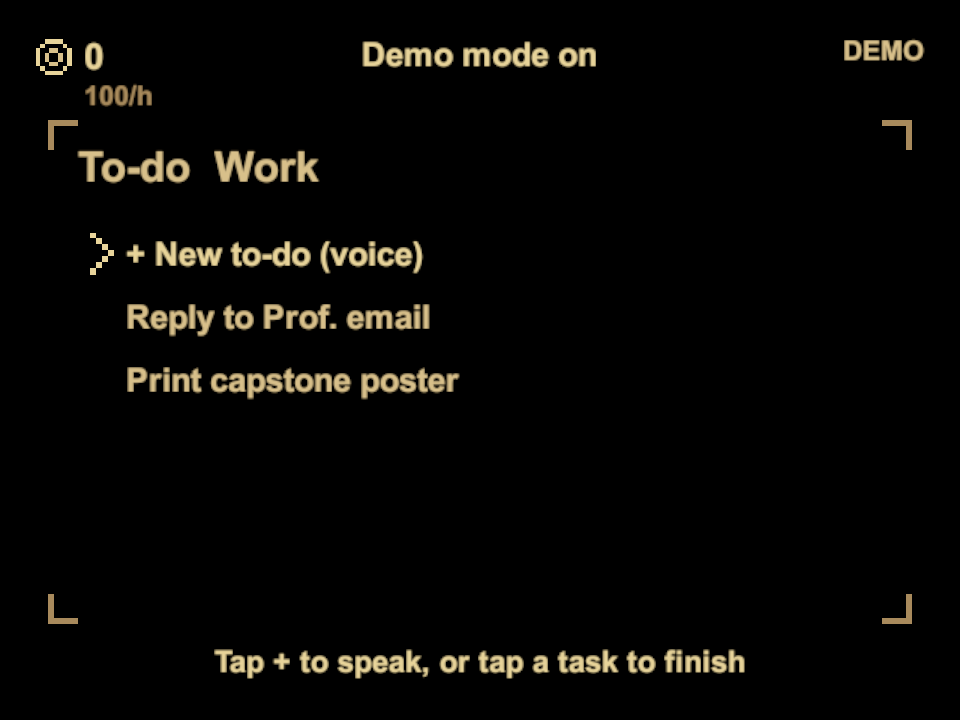 0
Demo mode on
DEMO
100/h
To-do Work
+ New to-do (voice)
Reply to Prof. email
Print capstone poster
Tap + to speak, or tap a task to finish